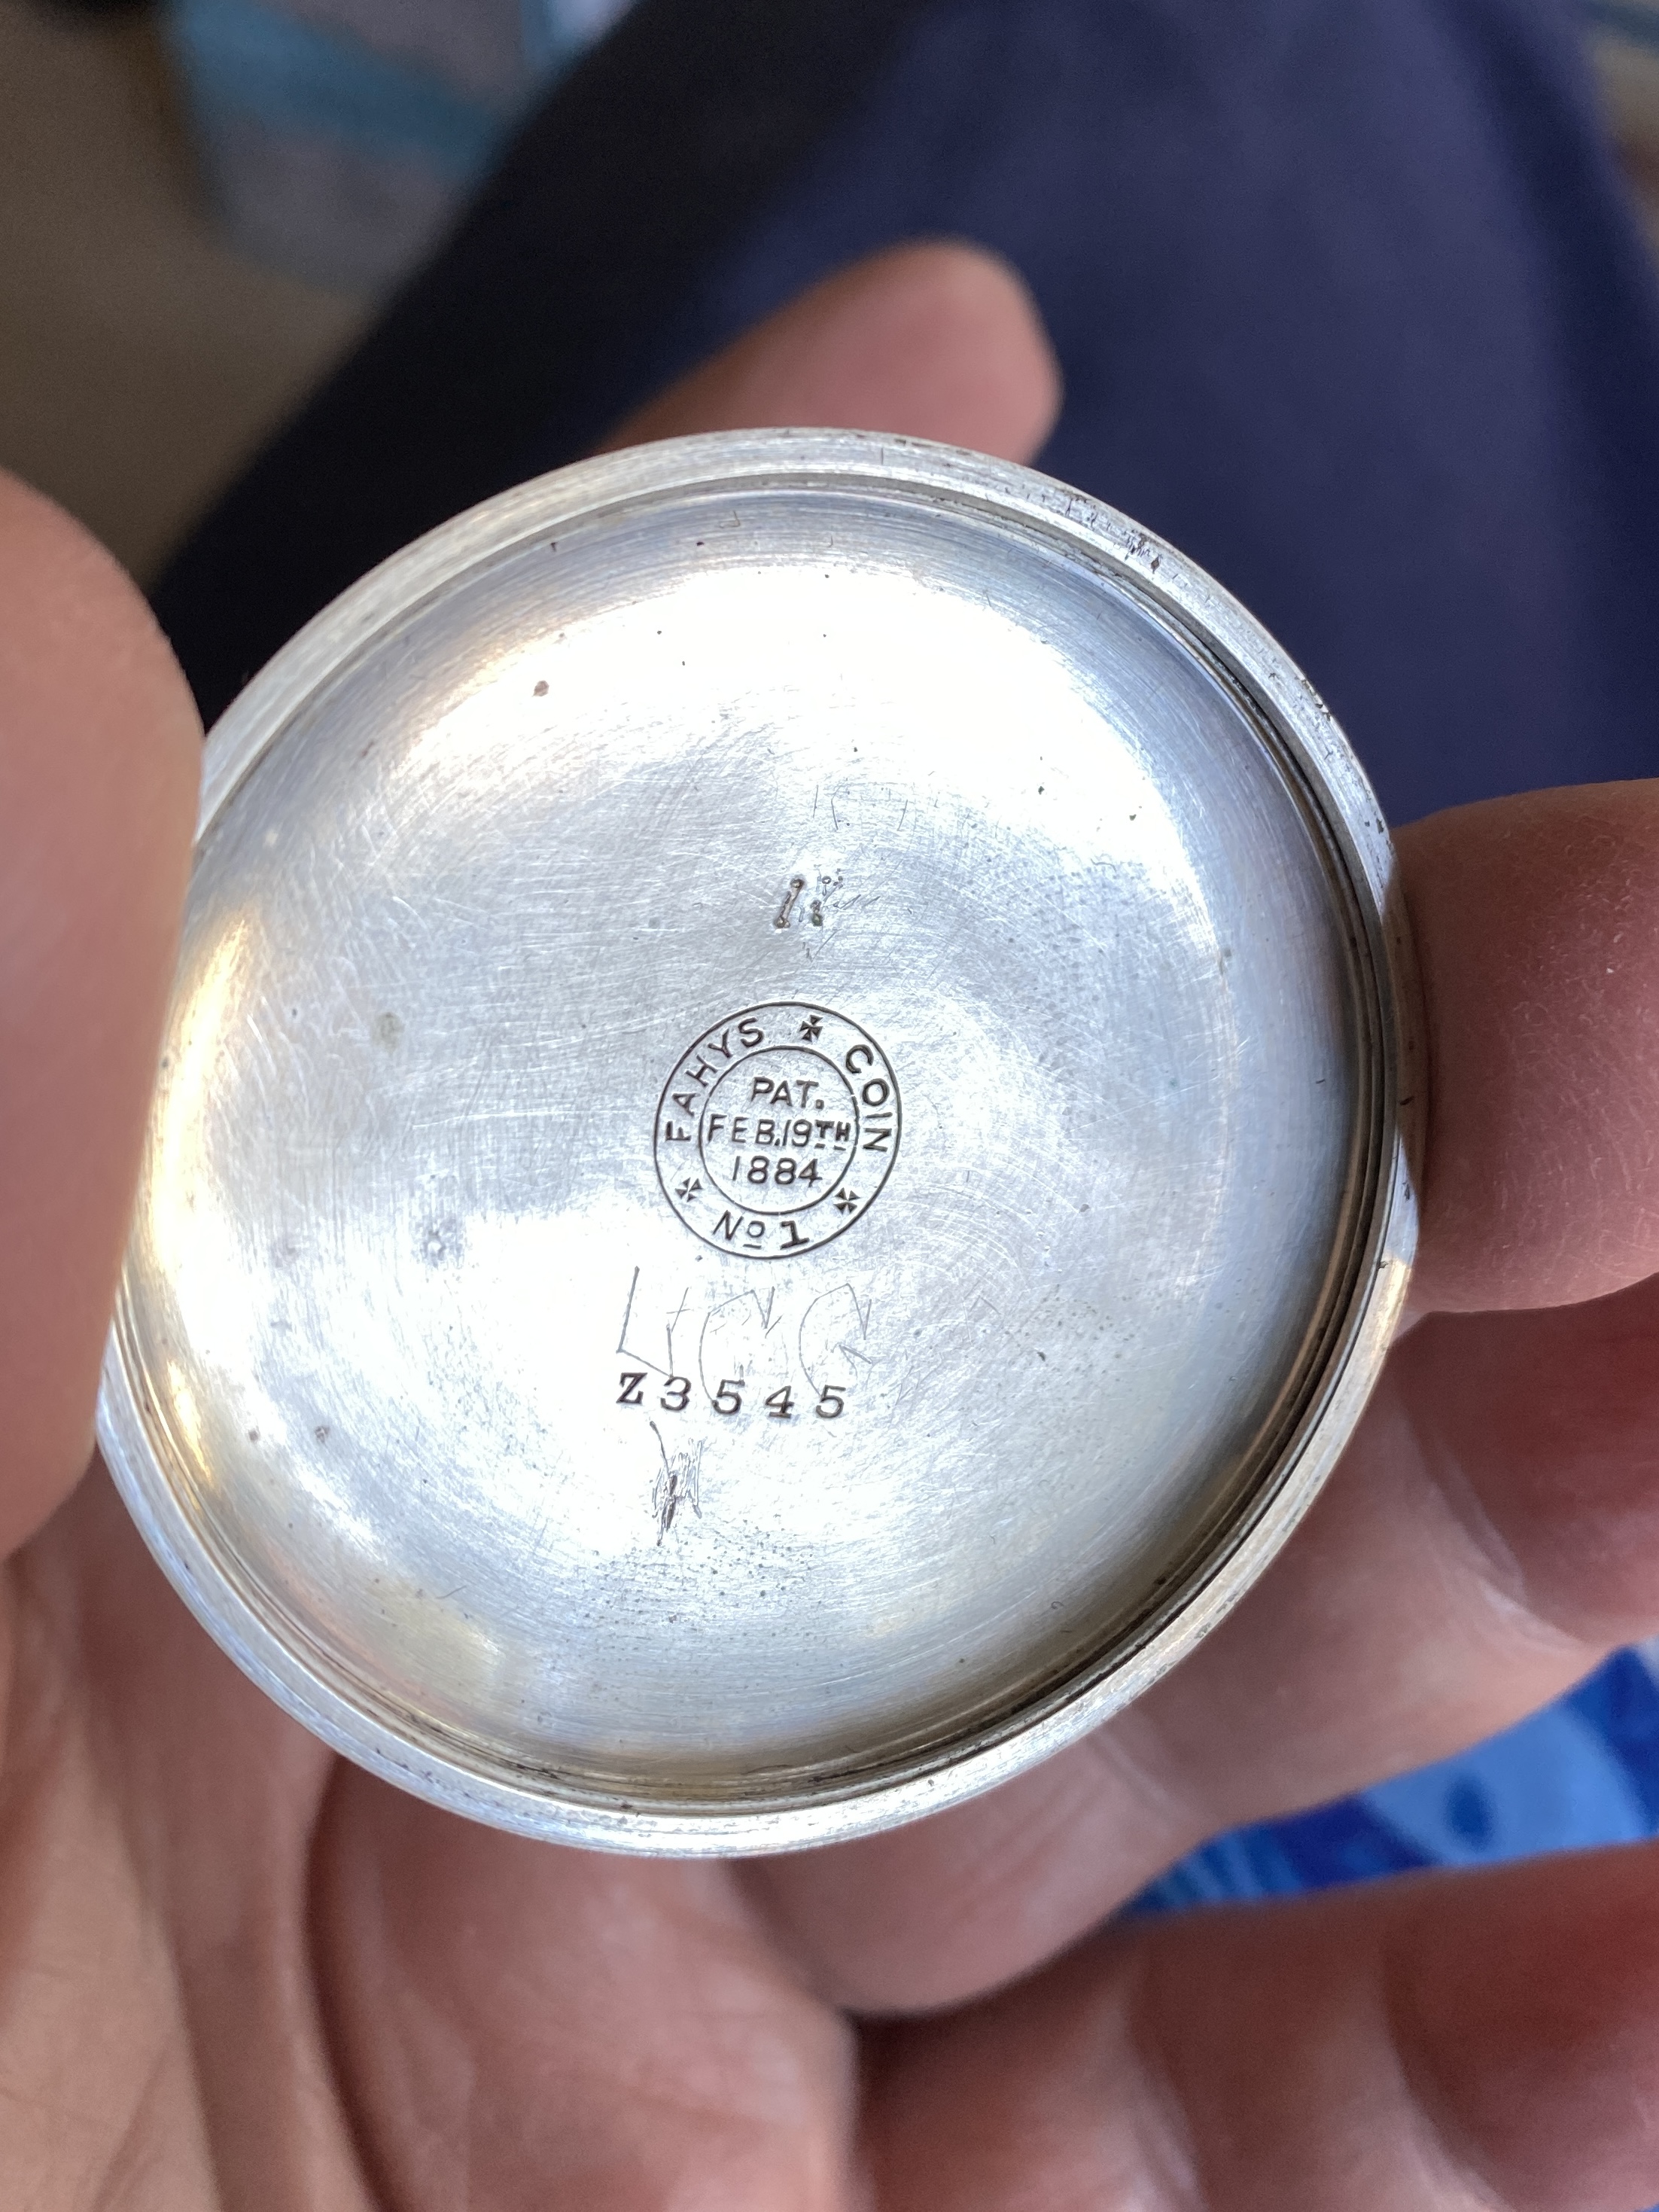 FAHYS ✠ COIN ✠ No 1 ✠
PAT.
FEB.19TH
1884
Z3545